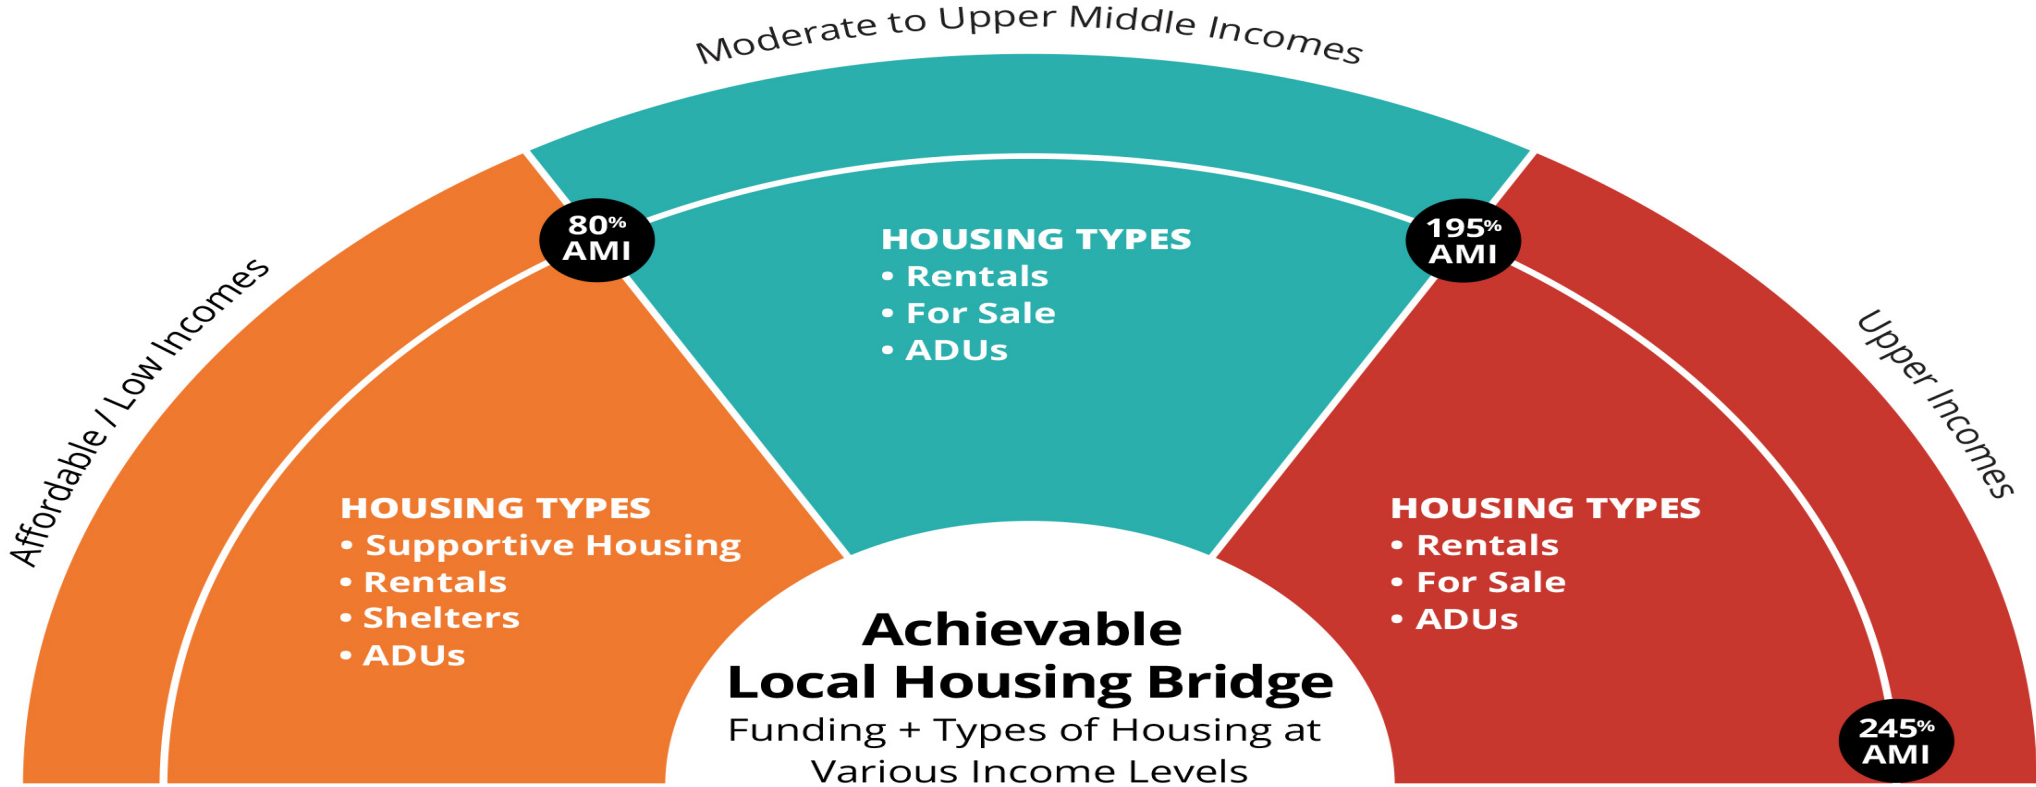 Moderate to Upper Middle Incomes
Affordable / Low Incomes
Upper Incomes
80%
AMI
195%
AMI
245%
AMI
HOUSING TYPES
• Supportive Housing
• Rentals
• Shelters
• ADUs
HOUSING TYPES
• Rentals
• For Sale
• ADUs
HOUSING TYPES
• Rentals
• For Sale
• ADUs
Achievable
Local Housing Bridge
Funding + Types of Housing at
Various Income Levels